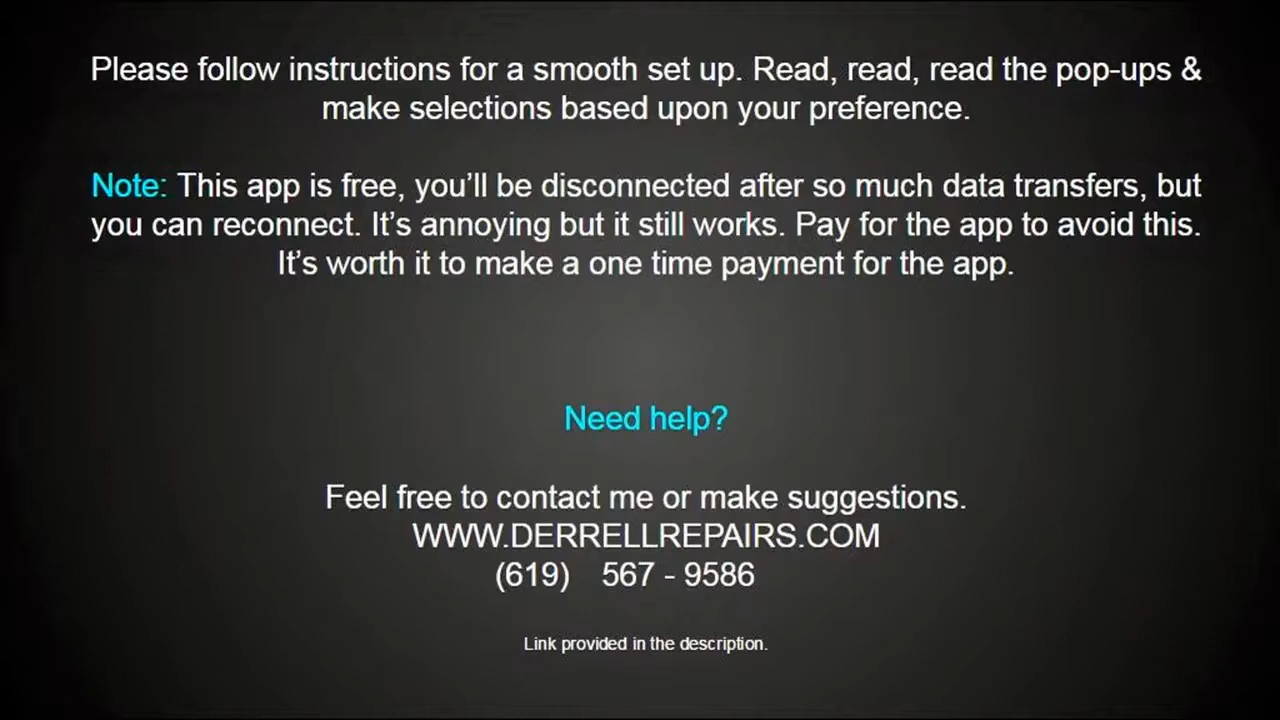 Please follow instructions for a smooth set up. Read, read, read the pop-ups &
make selections based upon your preference.
Note: This app is free, you’ll be disconnected after so much data transfers, but
you can reconnect. It’s annoying but it still works. Pay for the app to avoid this.
It’s worth it to make a one time payment for the app.
Need help?
Feel free to contact me or make suggestions.
WWW.DERRELLREPAIRS.COM
(619) 567 - 9586
Link provided in the description.